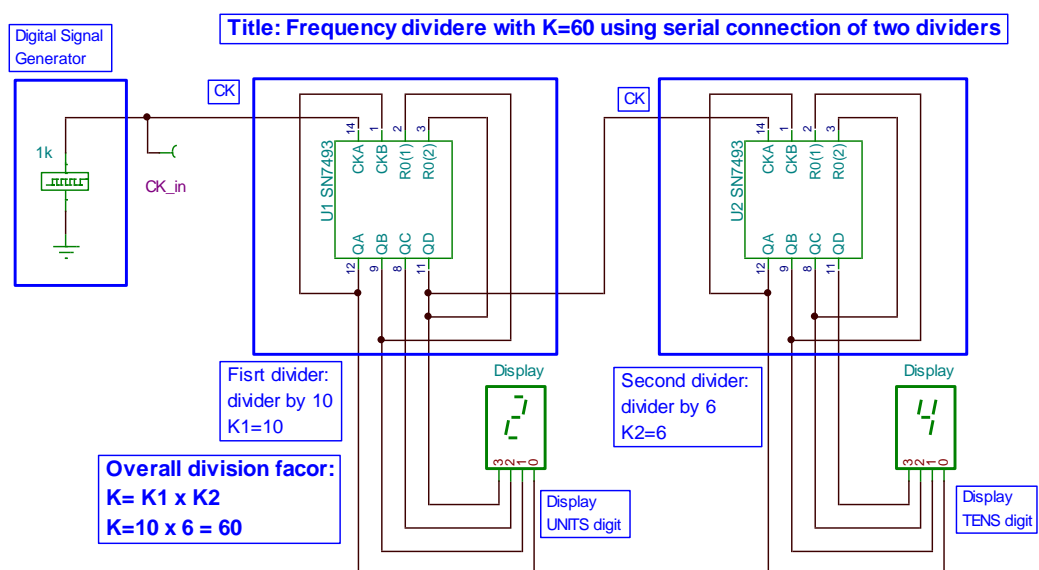 Title: Frequency dividere with K=60 using serial connection of two dividers
Digital Signal
Generator
CK
CK
1k
CK_in
14
1
2
3
CKA
CKB
R0(1)
R0(2)
U1 SN7493
QA
QB
QC
QD
12
9
8
11
14
1
2
3
CKA
CKB
R0(1)
R0(2)
U2 SN7493
QA
QB
QC
QD
12
9
8
11
Fisrt divider:
divider by 10
K1=10
Display
2
3 2 1 0
Display
UNITS digit
Second divider:
divider by 6
K2=6
Display
4
3 2 1 0
Display
TENS digit
Overall division facor:
K= K1 x K2
K=10 x 6 = 60